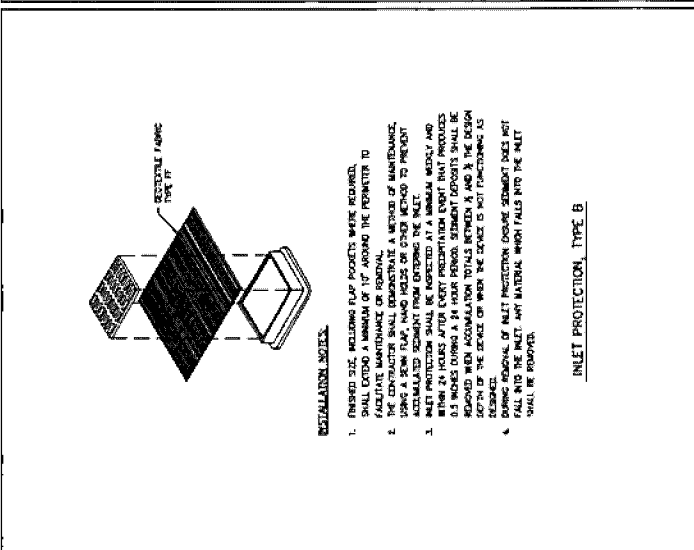 GEOTEXTILE FABRIC
TYPE FF
INSTALLATION NOTES:
1. FINISHED SIZE, INCLUDING FLAP POCKETS WHERE REQUIRED,
SHALL EXTEND A MINIMUM OF 10" AROUND THE PERIMETER TO
FACILITATE MAINTENANCE OR REMOVAL.
2. THE CONTRACTOR SHALL DEMONSTRATE A METHOD OF MAINTENANCE,
USING A SEWN FLAP, HAND HOLDS OR OTHER METHOD TO PREVENT
ACCUMULATED SEDIMENT FROM ENTERING THE INLET.
3. INLET PROTECTION SHALL BE INSPECTED AT A MINIMUM WEEKLY AND
WITHIN 24 HOURS AFTER EVERY PRECIPITATION EVENT THAT PRODUCES
0.5 INCHES DURING A 24 HOUR PERIOD. SEDIMENT DEPOSITS SHALL BE
REMOVED WHEN ACCUMULATION TOTALS BETWEEN AND THE DESIGN
DEPTH OF THE DEVICE OR WHEN THE DEVICE IS NOT FUNCTIONING AS
DESIGNED.
4. DURING REMOVAL OF INLET PROTECTION ENSURE SEDIMENT DOES NOT
FALL INTO THE INLET. ANY MATERIAL WHICH FALLS INTO THE INLET
SHALL BE REMOVED.
INLET PROTECTION, TYPE B